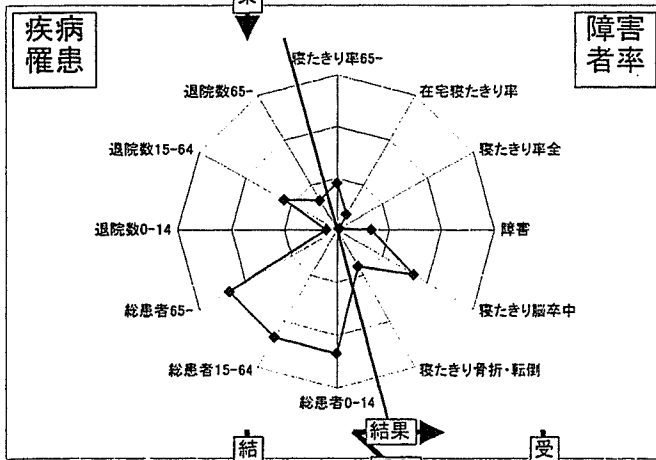 疾病
罹患
障害
者率
寝たきり率65-
退院数65-
在宅寝たきり率
退院数15-64
寝たきり率全
退院数0-14
障害
総患者65-
寝たきり脳卒中
総患者15-64
寝たきり骨折・転倒
総患者0-14
結果
結
受